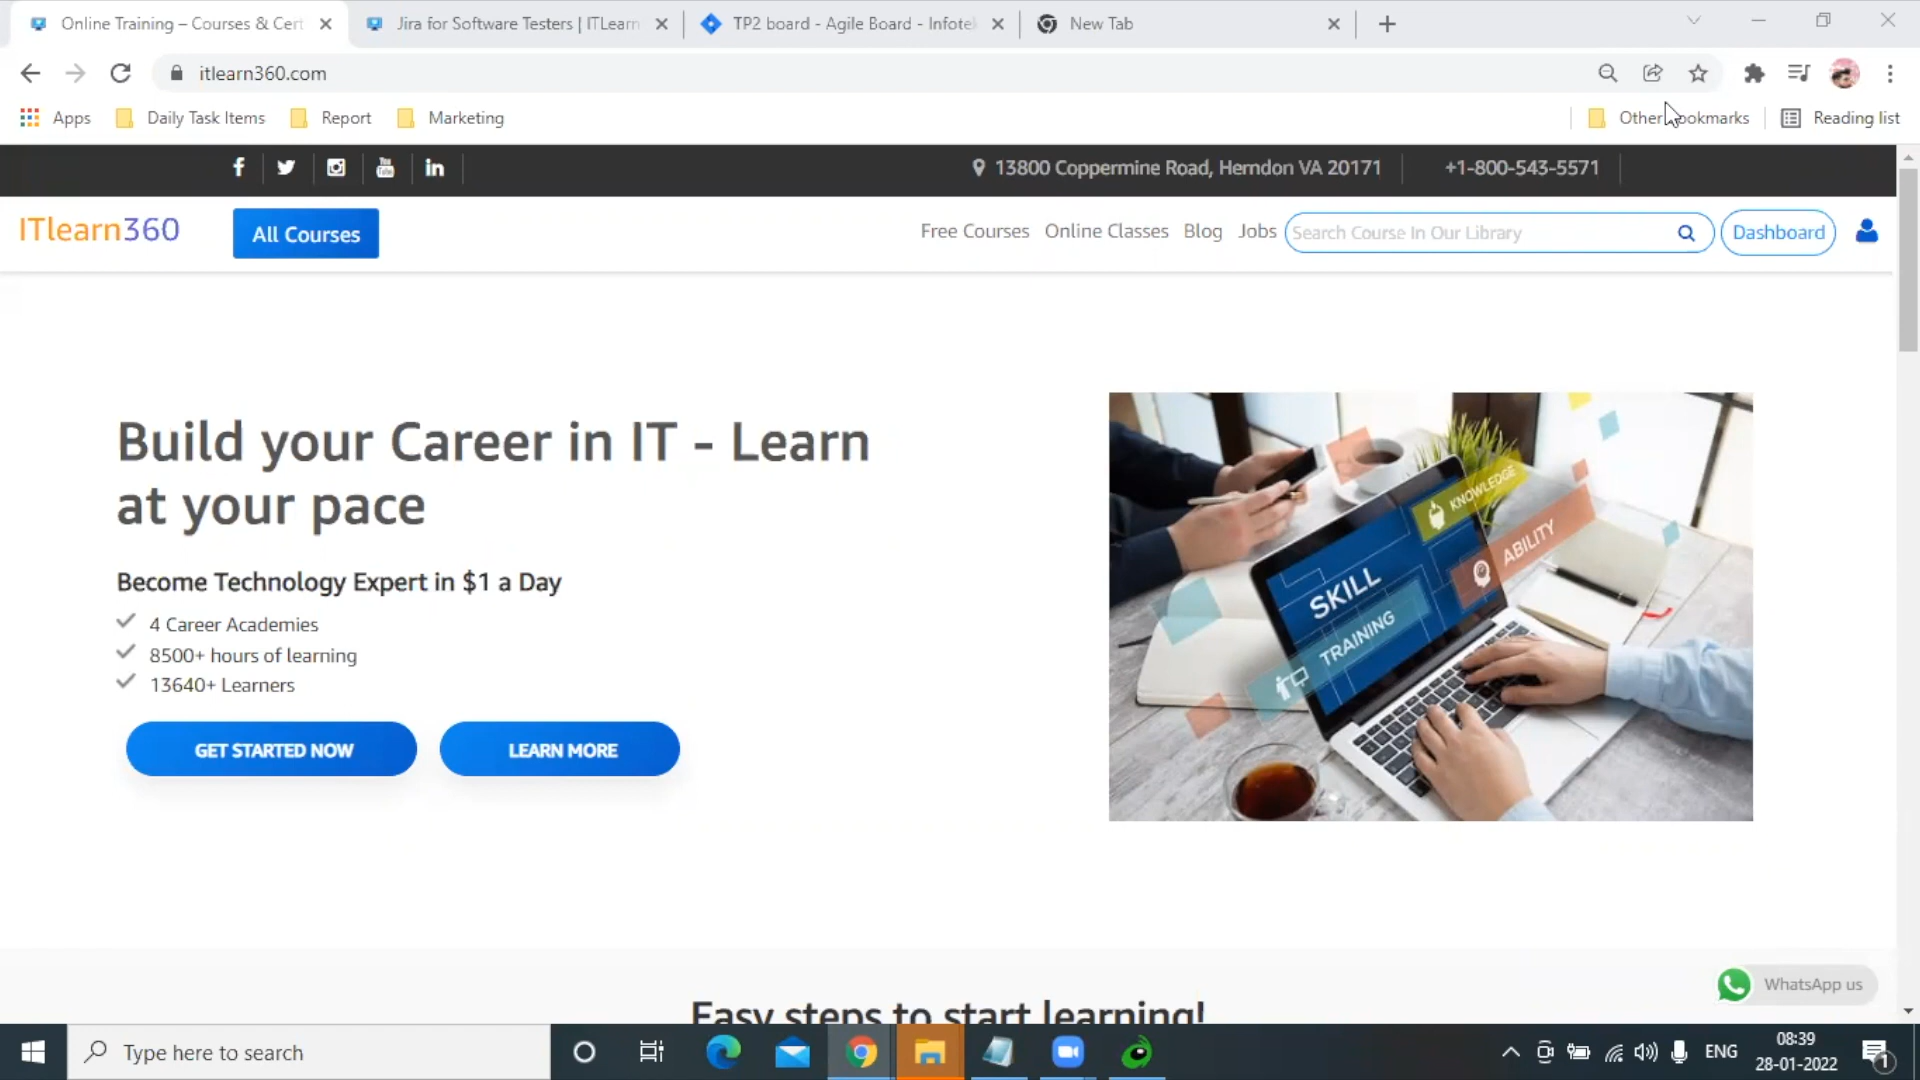 Online Training – Courses & Cert
Jira for Software Testers | ITLearn
TP2 board - Agile Board - Infotek
New Tab
itlearn360.com
Apps
Daily Task Items
Report
Marketing
Other bookmarks
Reading list
13800 Coppermine Road, Herndon VA 20171
+1-800-543-5571
ITlearn360
All Courses
Free Courses
Online Classes
Blog
Jobs
Search Course In Our Library
Dashboard
Build your Career in IT - Learn
at your pace
Become Technology Expert in $1 a Day
4 Career Academies
8500+ hours of learning
13640+ Learners
GET STARTED NOW
LEARN MORE
KNOWLEDGE
ABILITY
SKILL
TRAINING
WhatsApp us
Easy steps to start learning!
Type here to search
ENG
08:39
28-01-2022
1